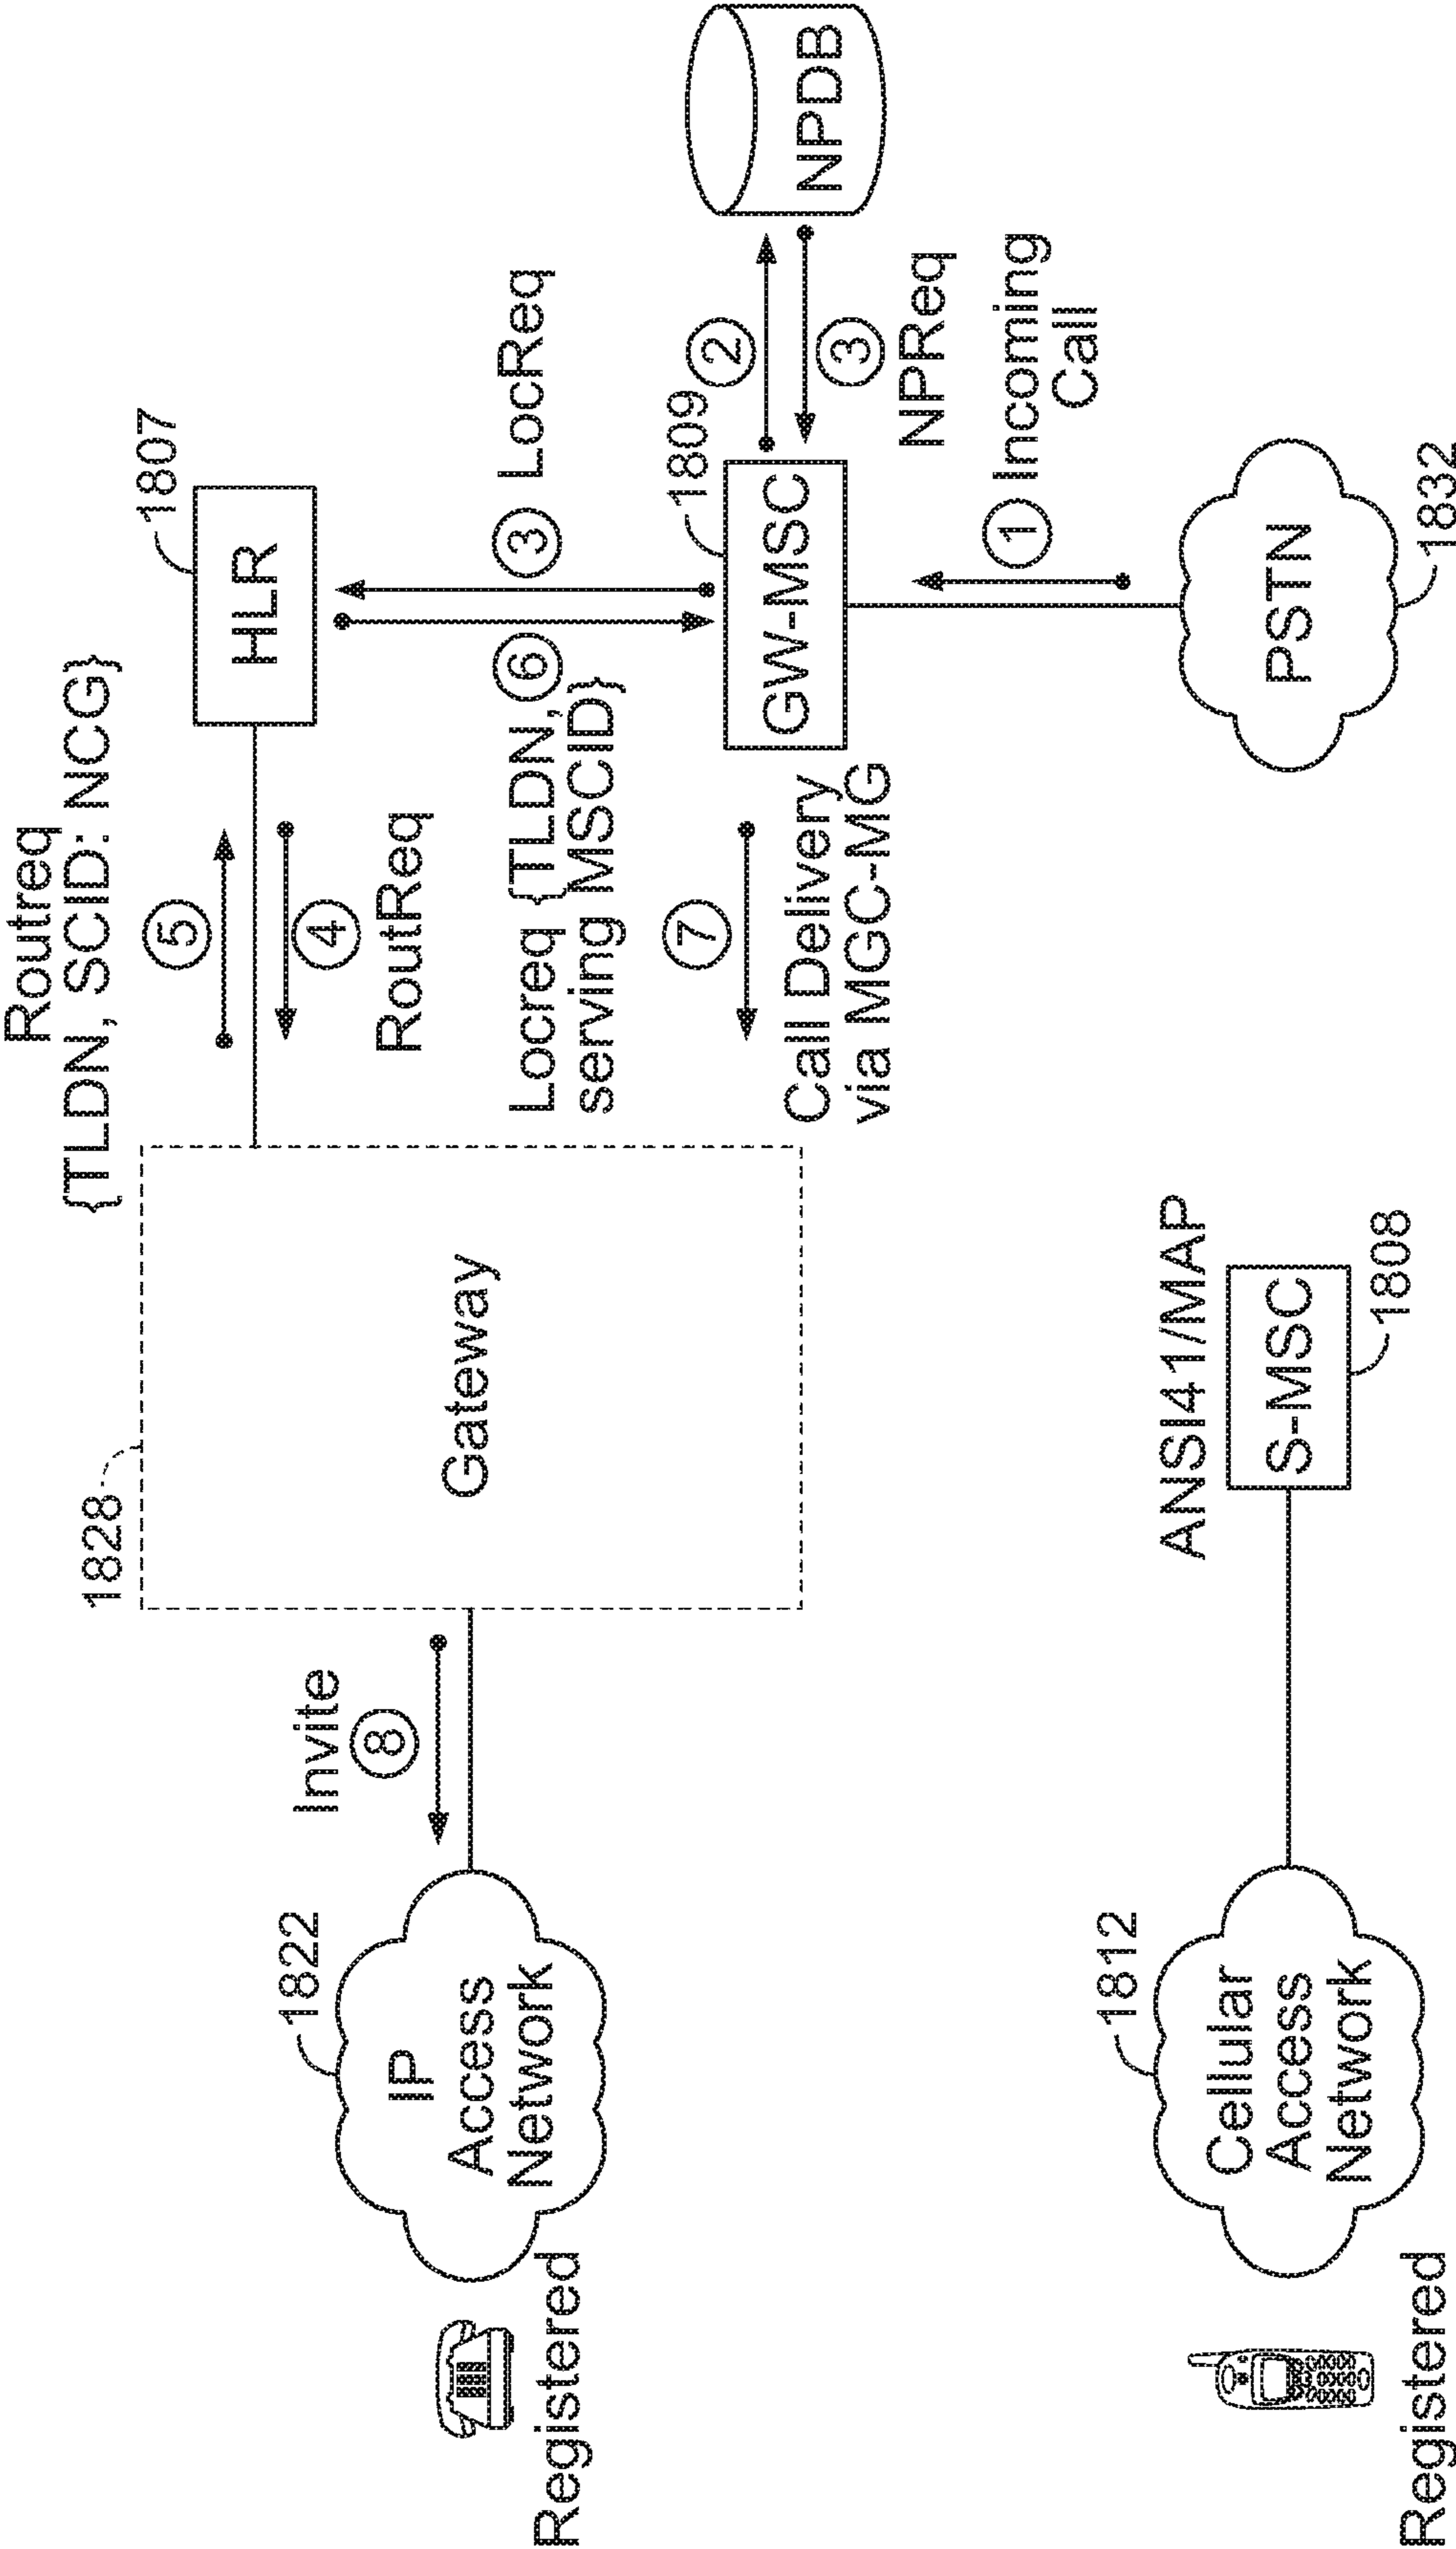 Routreq
{TLDN, SCID: NCG}
1828
1807
Invite
8
5
4
RoutReq
HLR
1822
IP
Access
Network
Gateway
Locreq {TLDN,
serving MSCID}
6
3
LocReq
Registered
7
Call Delivery
via MGC-MG
1809
GW-MSC
2
3
NPReq
NPDB
1
Incoming
Call
1812
Cellular
Access
Network
ANSI41/MAP
S-MSC
1808
PSTN
1832
Registered